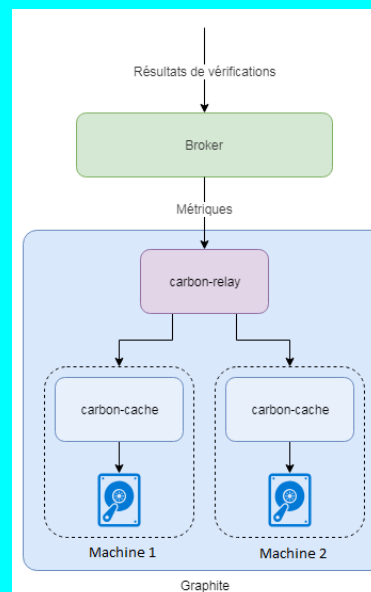 Résultats de vérifications
Broker
Métriques
carbon-relay
carbon-cache
carbon-cache
Machine 1
Machine 2
Graphite